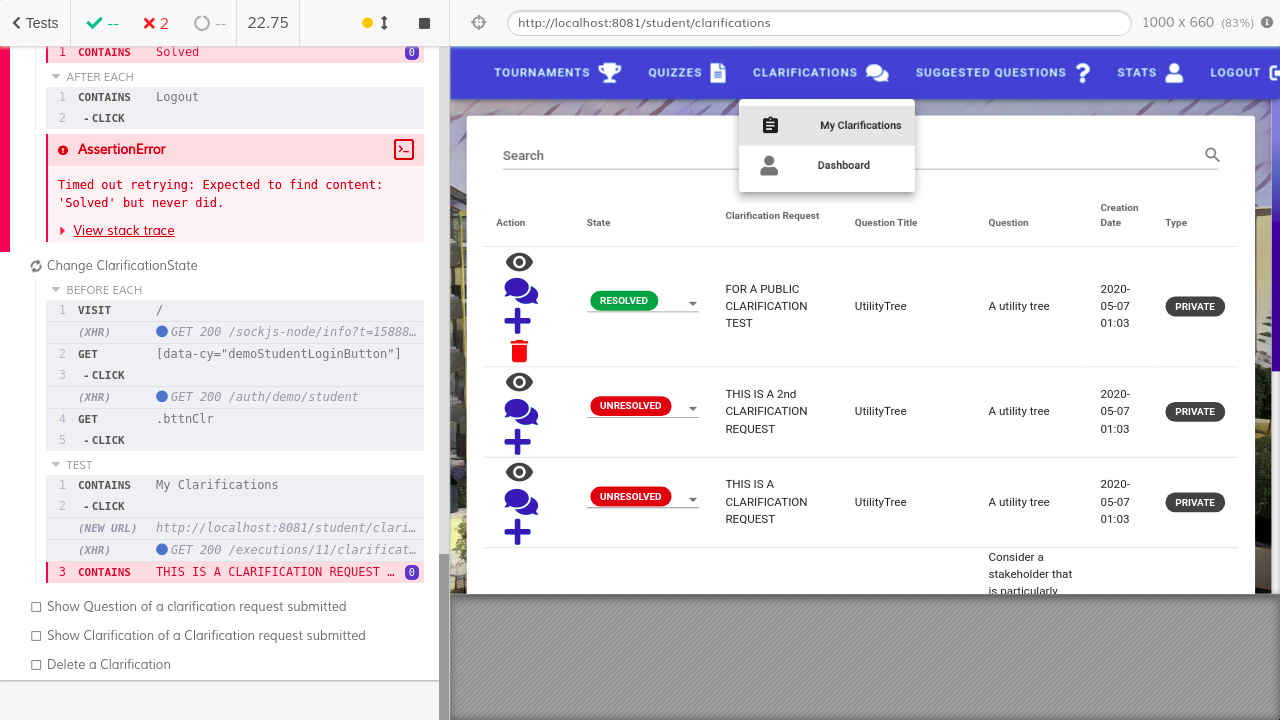 Tests
--
2
--
22.75
http://localhost:8081/student/clarifications
1000 x 660 (83%)
1 CONTAINS Solved 0
AFTER EACH
1 CONTAINS Logout
2 - CLICK
AssertionError
Timed out retrying: Expected to find content:
'Solved' but never did.
View stack trace
Change ClarificationState
BEFORE EACH
1 VISIT /
(XHR) GET 200 /sockjs-node/info?t=15888…
2 GET [data-cy="demoStudentLoginButton"]
3 - CLICK
(XHR) GET 200 /auth/demo/student
4 GET .bttnClr
5 - CLICK
TEST
1 CONTAINS My Clarifications
2 - CLICK
(NEW URL) http://localhost:8081/student/clari…
(XHR) GET 200 /executions/11/clarificat…
3 CONTAINS THIS IS A CLARIFICATION REQUEST … 0
Show Question of a clarification request submitted
Show Clarification of a Clarification request submitted
Delete a Clarification
TOURNAMENTS QUIZZES CLARIFICATIONS SUGGESTED QUESTIONS STATS LOGOUT
My Clarifications
Dashboard
Search
Action State Clarification Request Question Title Question Creation Date Type
RESOLVED
FOR A PUBLIC
CLARIFICATION
TEST
UtilityTree
A utility tree
2020-
05-07
01:03
PRIVATE
UNRESOLVED
THIS IS A 2nd
CLARIFICATION
REQUEST
UtilityTree
A utility tree
2020-
05-07
01:03
PRIVATE
UNRESOLVED
THIS IS A
CLARIFICATION
REQUEST
UtilityTree
A utility tree
2020-
05-07
01:03
PRIVATE
Consider a
stakeholder that
is particularly